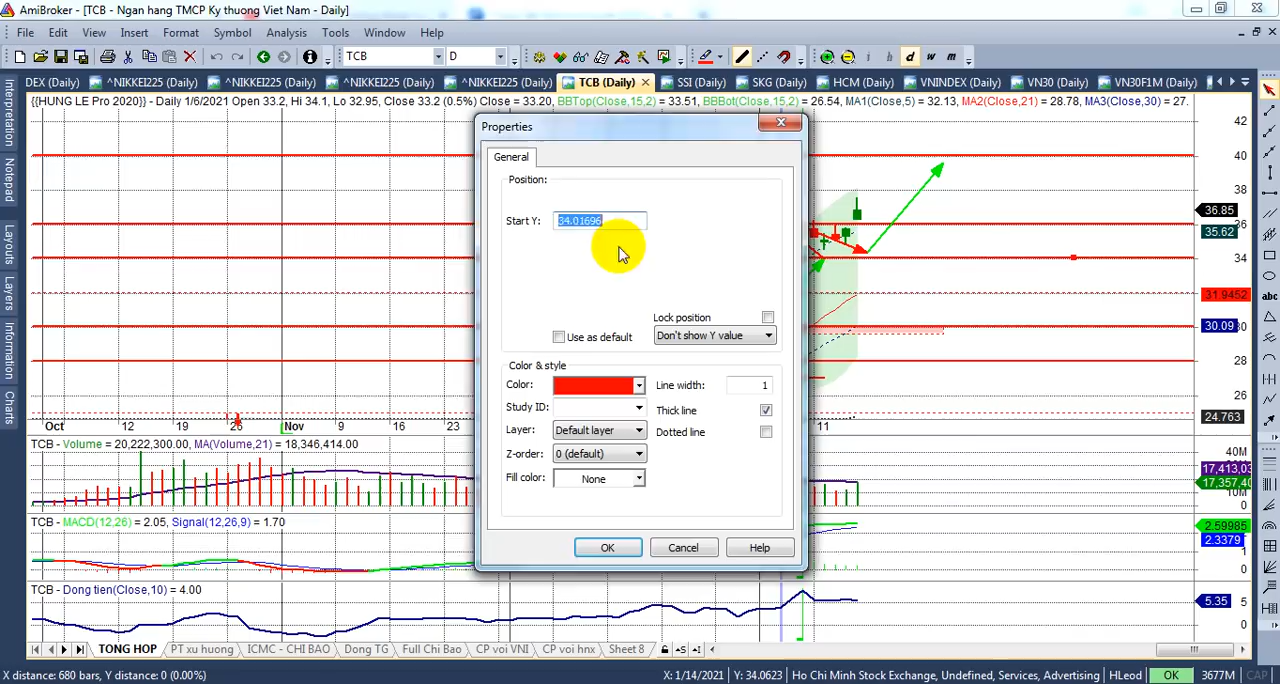 AmiBroker - [TCB - Ngan hang TMCP Ky thuong Viet Nam - Daily]
File Edit View Insert Format Symbol Analysis Tools Window Help
TCB D i h d w m
DEX (Daily) ^NIKKEI225 (Daily) ^NIKKEI225 (Daily) ^NIKKEI225 (Daily) ^NIKKEI225 (Daily) TCB (Daily) SSI (Daily) SKG (Daily) HCM (Daily) VNINDEX (Daily) VN30 (Daily) VN30F1M (Daily)
{{HUNG LE Pro 2020}} - Daily 1/6/2021 Open 33.2, Hi 34.1, Lo 32.95, Close 33.2 (0.5%) Close = 33.20, BBTop(Close,15,2) = 33.51, BBBot(Close,15,2) = 26.54, MA1(Close,5) = 32.13, MA2(Close,21) = 28.78, MA3(Close,30) = 27.
Interpretation
Notepad
Layouts
Layers
Information
Charts
Properties
General
Position:
Start Y: 34.01696
Lock position
Use as default Don't show Y value
Color & style
Color: Line width: 1
Study ID: Thick line
Layer: Default layer Dotted line
Z-order: 0 (default)
Fill color: None
OK Cancel Help
42
40
38
36.85
35.62
34
31.9452
30.09
30
28
26
24.763
abc
Oct 12 19 26 Nov 9 16 23 11
TCB - Volume = 20,222,300.00, MA(Volume,21) = 18,346,414.00
40M
17,413,03
17,357,40
10M
TCB - MACD(12,26) = 2.05, Signal(12,26,9) = 1.70
2.59985
2.3379
1
0
TCB - Dong tien(Close,10) = 4.00
5.35
5
0
TONG HOP PT xu huong ICMC - CHI BAO Dong TG Full Chi Bao CP voi VNI CP voi hnx Sheet 8
X distance: 680 bars, Y distance: 0 (0.00%) X: 1/14/2021 Y: 34.0623 Ho Chi Minh Stock Exchange, Undefined, Services, Advertising HLeod OK 3677M CAP